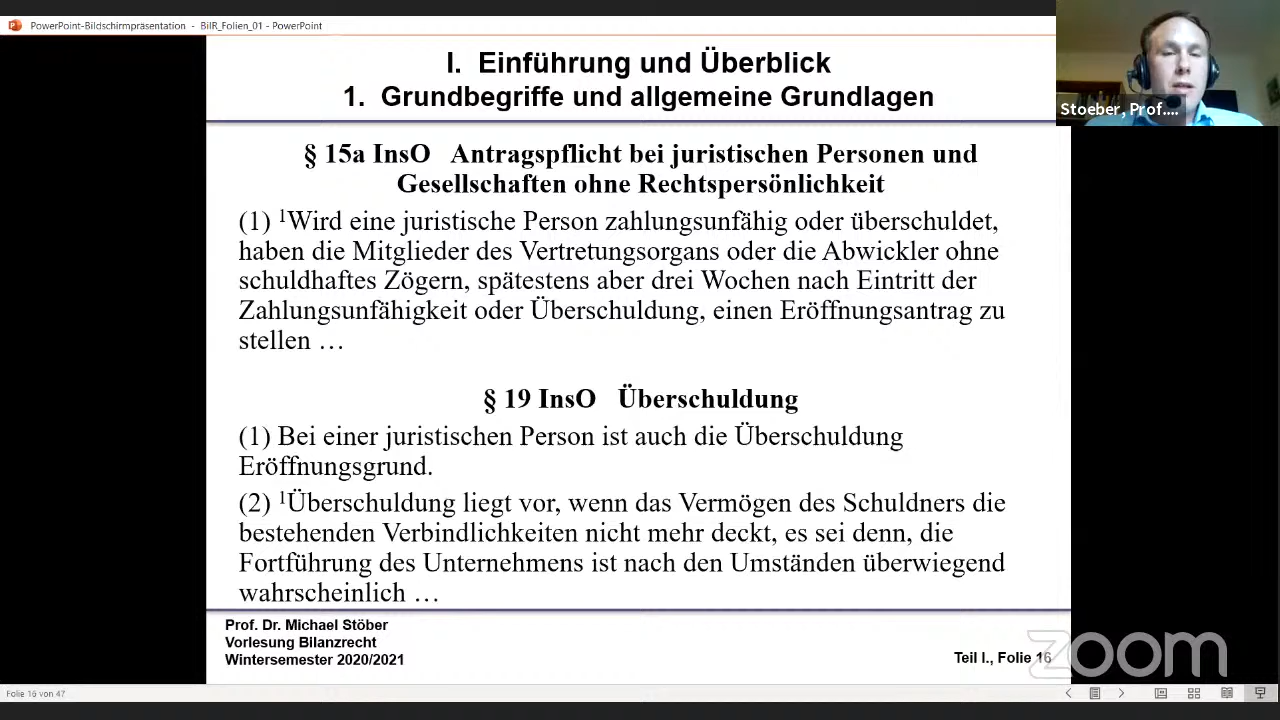 PowerPoint-Bildschirmpräsentation - BilR_Folien_01 - PowerPoint
I. Einführung und Überblick
1. Grundbegriffe und allgemeine Grundlagen
Stoeber, Prof....
§ 15a InsO Antragspflicht bei juristischen Personen und
Gesellschaften ohne Rechtspersönlichkeit
(1) ¹Wird eine juristische Person zahlungsunfähig oder überschuldet,
haben die Mitglieder des Vertretungsorgans oder die Abwickler ohne
schuldhaftes Zögern, spätestens aber drei Wochen nach Eintritt der
Zahlungsunfähigkeit oder Überschuldung, einen Eröffnungsantrag zu
stellen …
§ 19 InsO Überschuldung
(1) Bei einer juristischen Person ist auch die Überschuldung
Eröffnungsgrund.
(2) ¹Überschuldung liegt vor, wenn das Vermögen des Schuldners die
bestehenden Verbindlichkeiten nicht mehr deckt, es sei denn, die
Fortführung des Unternehmens ist nach den Umständen überwiegend
wahrscheinlich …
Prof. Dr. Michael Stöber
Vorlesung Bilanzrecht
Wintersemester 2020/2021
Teil I., Folie 16
zoom
Folie 16 von 47